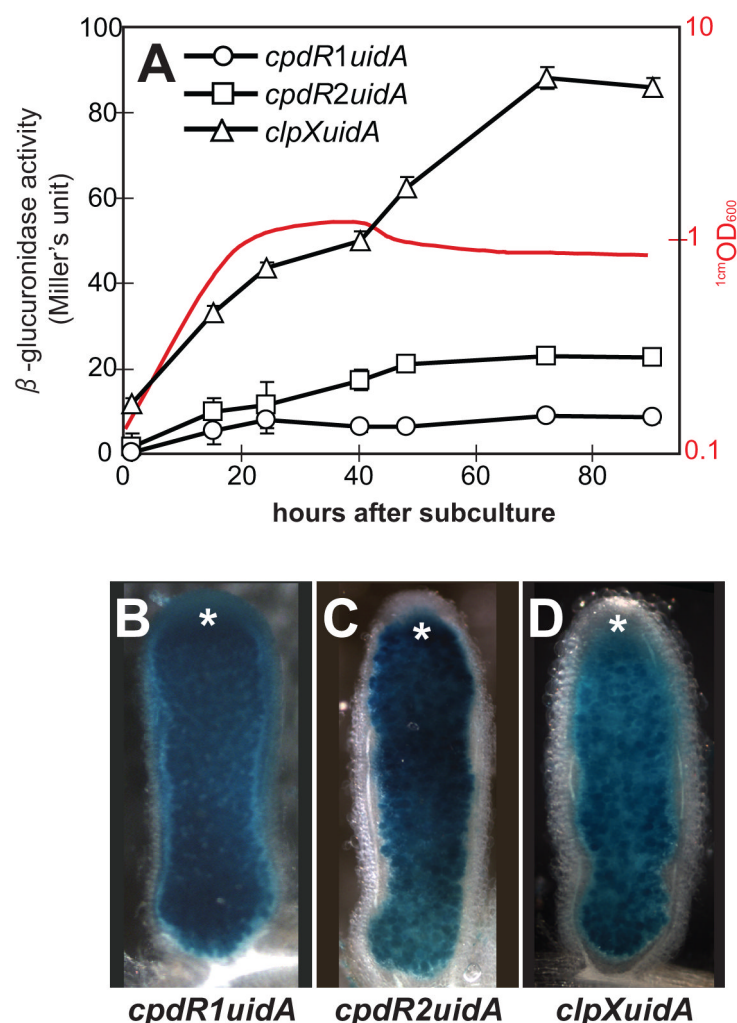 A
cpdR1uidA
cpdR2uidA
clpXuidA
β-glucuronidase activity
(Miller's unit)
100
80
60
40
20
0
0 20 40 60 80
hours after subculture
10
1
0.1
1cmOD600
B * C * D *
cpdR1uidA cpdR2uidA clpXuidA